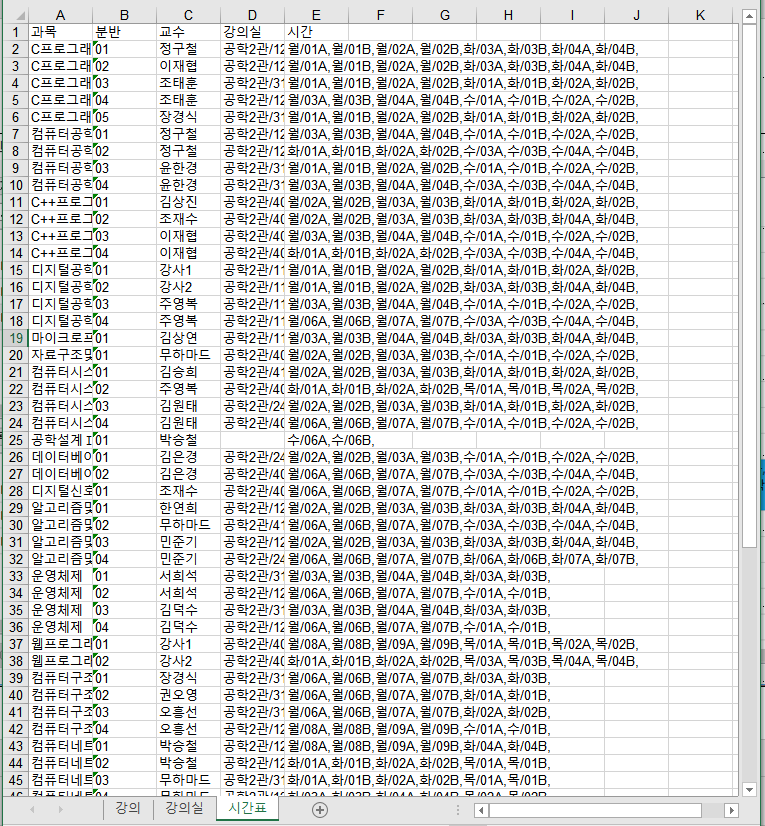 A B C D E F G H I J K
1 과목 분반 교수 강의실 시간
2 C프로그래 01 정구철 공학2관/12 월/01A,월/01B,월/02A,월/02B,화/03A,화/03B,화/04A,화/04B,
3 C프로그래 02 이재협 공학2관/12 월/01A,월/01B,월/02A,월/02B,화/03A,화/03B,화/04A,화/04B,
4 C프로그래 03 조태훈 공학2관/31 월/01A,월/01B,월/02A,월/02B,화/01A,화/01B,화/02A,화/02B,
5 C프로그래 04 조태훈 공학2관/12 월/03A,월/03B,월/04A,월/04B,수/01A,수/01B,수/02A,수/02B,
6 C프로그래 05 장경식 공학2관/31 월/01A,월/01B,월/02A,월/02B,화/01A,화/01B,화/02A,화/02B,
7 컴퓨터공학 01 정구철 공학2관/12 월/03A,월/03B,월/04A,월/04B,수/01A,수/01B,수/02A,수/02B,
8 컴퓨터공학 02 정구철 공학2관/12 화/01A,화/01B,화/02A,화/02B,수/03A,수/03B,수/04A,수/04B,
9 컴퓨터공학 03 윤한경 공학2관/31 월/01A,월/01B,월/02A,월/02B,수/01A,수/01B,수/02A,수/02B,
10 컴퓨터공학 04 윤한경 공학2관/31 월/03A,월/03B,월/04A,월/04B,수/03A,수/03B,수/04A,수/04B,
11 C++프로그 01 김상진 공학2관/40 월/02A,월/02B,월/03A,월/03B,화/01A,화/01B,화/02A,화/02B,
12 C++프로그 02 조재수 공학2관/40 월/02A,월/02B,월/03A,월/03B,화/03A,화/03B,화/04A,화/04B,
13 C++프로그 03 이재협 공학2관/40 월/03A,월/03B,월/04A,월/04B,수/01A,수/01B,수/02A,수/02B,
14 C++프로그 04 이재협 공학2관/40 화/01A,화/01B,화/02A,화/02B,수/03A,수/03B,수/04A,수/04B,
15 디지털공학 01 강사1 공학2관/11 월/01A,월/01B,월/02A,월/02B,화/01A,화/01B,화/02A,화/02B,
16 디지털공학 02 강사2 공학2관/11 월/01A,월/01B,월/02A,월/02B,화/03A,화/03B,화/04A,화/04B,
17 디지털공학 03 주영복 공학2관/11 월/03A,월/03B,월/04A,월/04B,수/01A,수/01B,수/02A,수/02B,
18 디지털공학 04 주영복 공학2관/11 월/06A,월/06B,월/07A,월/07B,수/03A,수/03B,수/04A,수/04B,
19 마이크로프 01 김상연 공학2관/11 월/03A,월/03B,월/04A,월/04B,화/03A,화/03B,화/04A,화/04B,
20 자료구조및 01 무하마드 공학2관/40 월/02A,월/02B,월/03A,월/03B,수/01A,수/01B,수/02A,수/02B,
21 컴퓨터시스 01 김승희 공학2관/41 월/02A,월/02B,월/03A,월/03B,화/01A,화/01B,화/02A,화/02B,
22 컴퓨터시스 02 주영복 공학2관/40 화/01A,화/01B,화/02A,화/02B,목/01A,목/01B,목/02A,목/02B,
23 컴퓨터시스 03 김원태 공학2관/24 월/02A,월/02B,월/03A,월/03B,화/01A,화/01B,화/02A,화/02B,
24 컴퓨터시스 04 김원태 공학2관/40 월/06A,월/06B,월/07A,월/07B,수/01A,수/01B,수/02A,수/02B,
25 공학설계 I 01 박승철 수/06A,수/06B,
26 데이터베이 01 김은경 공학2관/24 월/02A,월/02B,월/03A,월/03B,수/01A,수/01B,수/02A,수/02B,
27 데이터베이 02 김은경 공학2관/40 월/06A,월/06B,월/07A,월/07B,수/03A,수/03B,수/04A,수/04B,
28 디지털신호 01 조재수 공학2관/40 월/06A,월/06B,월/07A,월/07B,수/01A,수/01B,수/02A,수/02B,
29 알고리즘및 01 한연희 공학2관/12 월/02A,월/02B,월/03A,월/03B,화/03A,화/03B,화/04A,화/04B,
30 알고리즘및 02 무하마드 공학2관/41 월/06A,월/06B,월/07A,월/07B,수/03A,수/03B,수/04A,수/04B,
31 알고리즘및 03 민준기 공학2관/12 월/02A,월/02B,월/03A,월/03B,화/03A,화/03B,화/04A,화/04B,
32 알고리즘및 04 민준기 공학2관/24 월/06A,월/06B,월/07A,월/07B,화/06A,화/06B,화/07A,화/07B,
33 운영체제 01 서희석 공학2관/31 월/03A,월/03B,월/04A,월/04B,화/03A,화/03B,
34 운영체제 02 서희석 공학2관/12 월/06A,월/06B,월/07A,월/07B,수/01A,수/01B,
35 운영체제 03 김덕수 공학2관/31 월/03A,월/03B,월/04A,월/04B,화/03A,화/03B,
36 운영체제 04 김덕수 공학2관/12 월/06A,월/06B,월/07A,월/07B,수/01A,수/01B,
37 웹프로그래 01 강사1 공학2관/40 월/08A,월/08B,월/09A,월/09B,목/01A,목/01B,목/02A,목/02B,
38 웹프로그래 02 강사2 공학2관/40 화/01A,화/01B,화/02A,화/02B,목/03A,목/03B,목/04A,목/04B,
39 컴퓨터구조 01 장경식 공학2관/31 월/06A,월/06B,월/07A,월/07B,화/03A,화/03B,
40 컴퓨터구조 02 권오영 공학2관/31 월/06A,월/06B,월/07A,월/07B,화/01A,화/01B,
41 컴퓨터구조 03 오흥선 공학2관/31 월/06A,월/06B,월/07A,월/07B,화/02A,화/02B,
42 컴퓨터구조 04 오흥선 공학2관/12 월/08A,월/08B,월/09A,월/09B,수/01A,수/01B,
43 컴퓨터네트 01 박승철 공학2관/12 월/08A,월/08B,월/09A,월/09B,화/04A,화/04B,
44 컴퓨터네트 02 박승철 공학2관/12 화/01A,화/01B,화/02A,화/02B,목/01A,목/01B,
45 컴퓨터네트 03 무하마드 공학2관/31 화/01A,화/01B,화/02A,화/02B,목/01A,목/01B,
강의 강의실 시간표